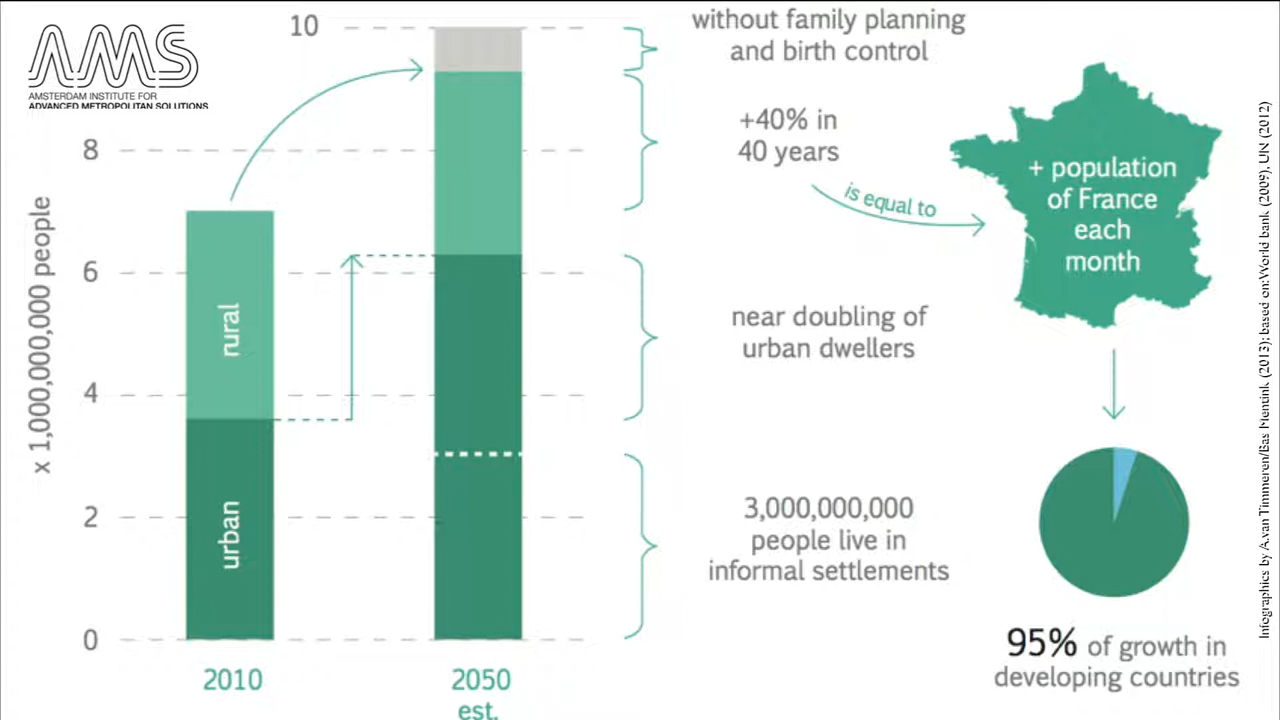 AMS
AMSTERDAM INSTITUTE FOR
ADVANCED METROPOLITAN SOLUTIONS
x 1,000,000,000 people
10
8
6
4
2
0
rural
urban
2010
2050
est.
without family planning
and birth control
+40% in
40 years
is equal to
+ population
of France
each
month
near doubling of
urban dwellers
3,000,000,000
people live in
informal settlements
95% of growth in
developing countries
Infographics by A.van Timmeren/Bas Mentink (2013); based on:World bank (2009), UN (2012)